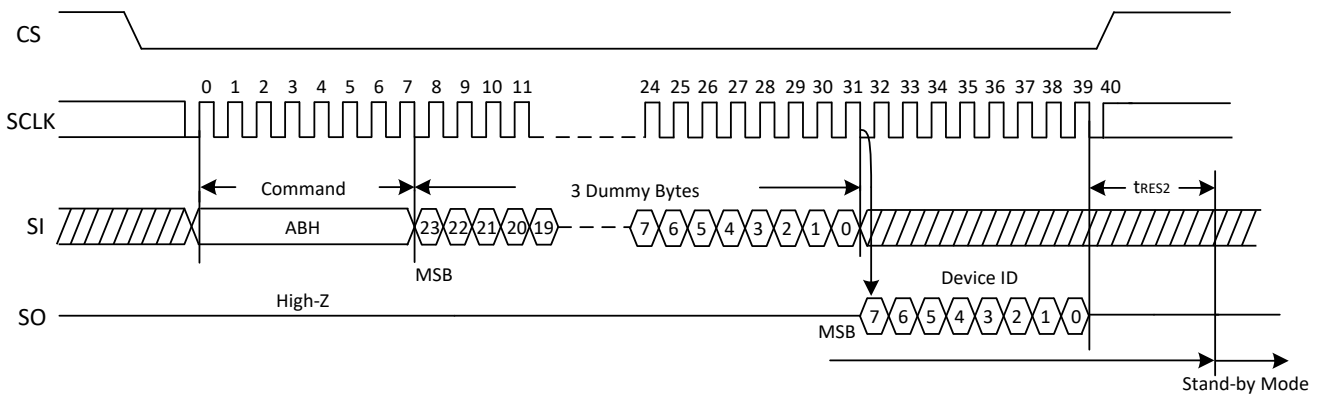 CS
0 1 2 3 4 5 6 7 8 9 10 11 24 25 26 27 28 29 30 31 32 33 34 35 36 37 38 39 40
SCLK
Command 3 Dummy Bytes tRES2
SI ABH 23 22 21 20 19 7 6 5 4 3 2 1 0
MSB Device ID
High-Z
SO 7 6 5 4 3 2 1 0
MSB
Stand-by Mode